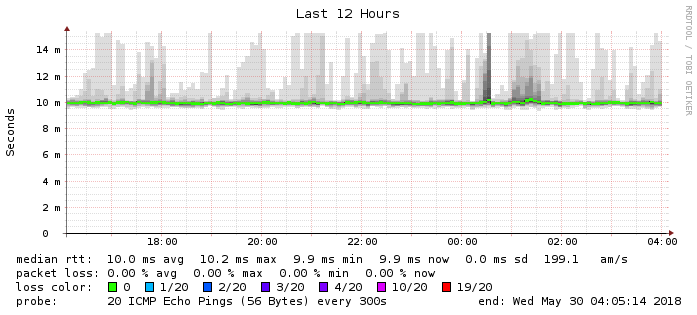 Last 12 Hours
RRDTOOL / TOBI OETIKER
Seconds
14 m
12 m
10 m
8 m
6 m
4 m
2 m
0
18:00 20:00 22:00 00:00 02:00 04:00
median rtt: 10.0 ms avg 10.2 ms max 9.9 ms min 9.9 ms now 0.0 ms sd 199.1 am/s
packet loss: 0.00 % avg 0.00 % max 0.00 % min 0.00 % now
loss color: 0 1/20 2/20 3/20 4/20 10/20 19/20
probe: 20 ICMP Echo Pings (56 Bytes) every 300s end: Wed May 30 04:05:14 2018